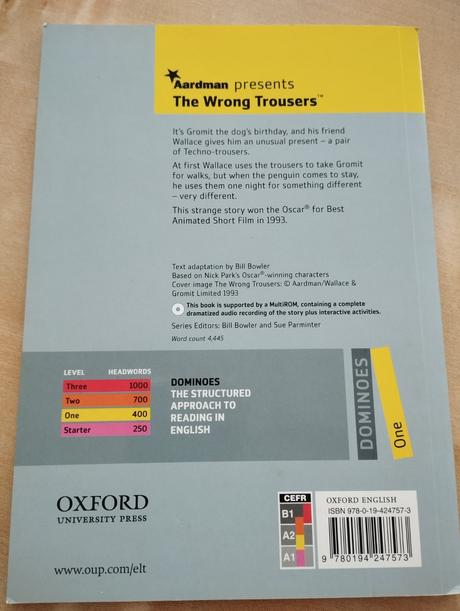 Aardman presents
The Wrong Trousers™
It's Gromit the dog's birthday, and his friend
Wallace gives him an unusual present – a pair
of Techno-trousers.
At first Wallace uses the trousers to take Gromit
for walks, but when the penguin comes to stay,
he uses them one night for something different
– very different.
This strange story won the Oscar® for Best
Animated Short Film in 1993.
Text adaptation by Bill Bowler
Based on Nick Park's Oscar®-winning characters
Cover image The Wrong Trousers: © Aardman/Wallace &
Gromit Limited 1993
This book is supported by a MultiROM, containing a complete
dramatized audio recording of the story plus interactive activities.
Series Editors: Bill Bowler and Sue Parminter
Word count 4,445
LEVEL HEADWORDS
Three 1000
Two 700
One 400
Starter 250
DOMINOES
THE STRUCTURED
APPROACH TO
READING IN
ENGLISH
DOMINOES
One
OXFORD
UNIVERSITY PRESS
www.oup.com/elt
CEFR
B1
A2
A1
OXFORD ENGLISH
ISBN 978-0-19-424757-3
9 780194 247573